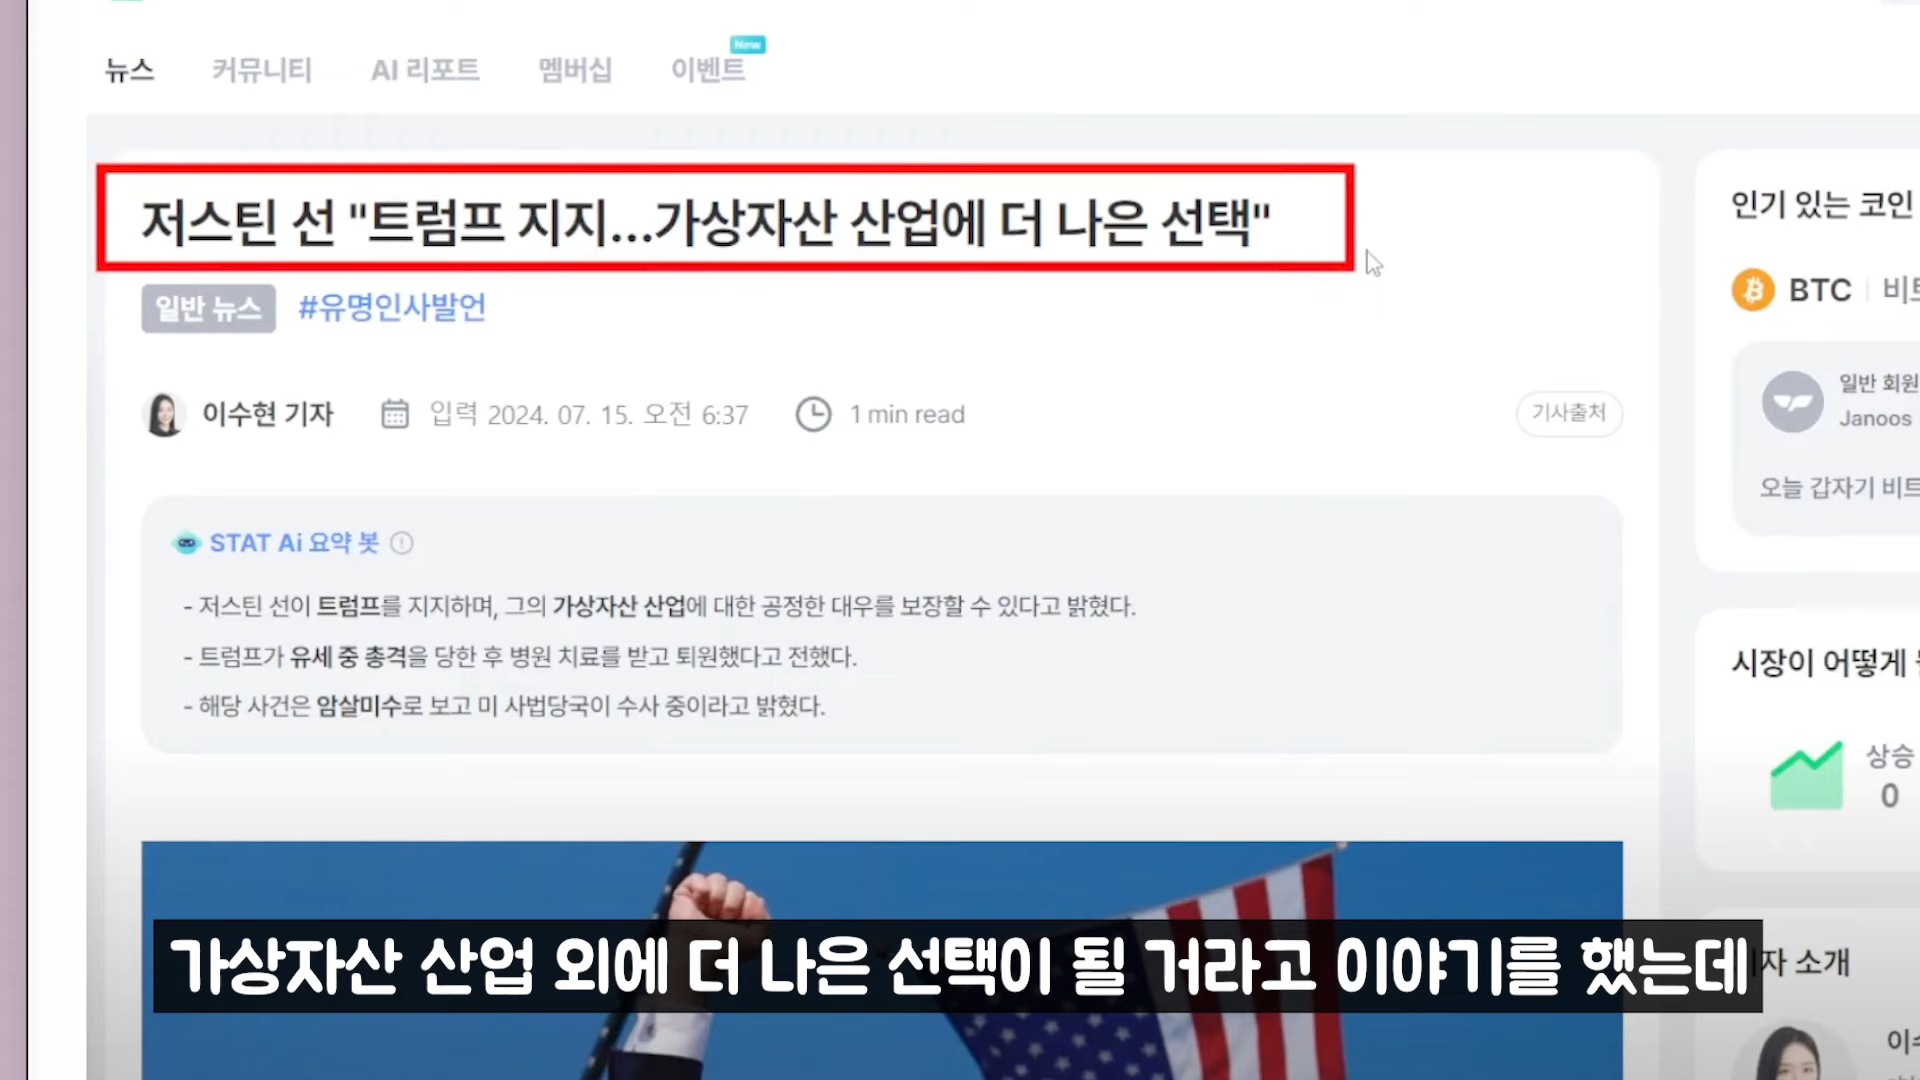 뉴스 커뮤니티 AI 리포트 멤버십 이벤트 New
저스틴 선 "트럼프 지지...가상자산 산업에 더 나은 선택"
일반 뉴스 #유명인사발언
이수현 기자 입력 2024. 07. 15. 오전 6:37 1 min read 기사출처
STAT Ai 요약 봇
- 저스틴 선이 트럼프를 지지하며, 그의 가상자산 산업에 대한 공정한 대우를 보장할 수 있다고 밝혔다.
- 트럼프가 유세 중 총격을 당한 후 병원 치료를 받고 퇴원했다고 전했다.
- 해당 사건은 암살미수로 보고 미 사법당국이 수사 중이라고 밝혔다.
가상자산 산업 외에 더 나은 선택이 될 거라고 이야기를 했는데
인기 있는 코인
BTC
일반 회원
Janoos
오늘 갑자기
시장이 어떻게
상승
0
소개